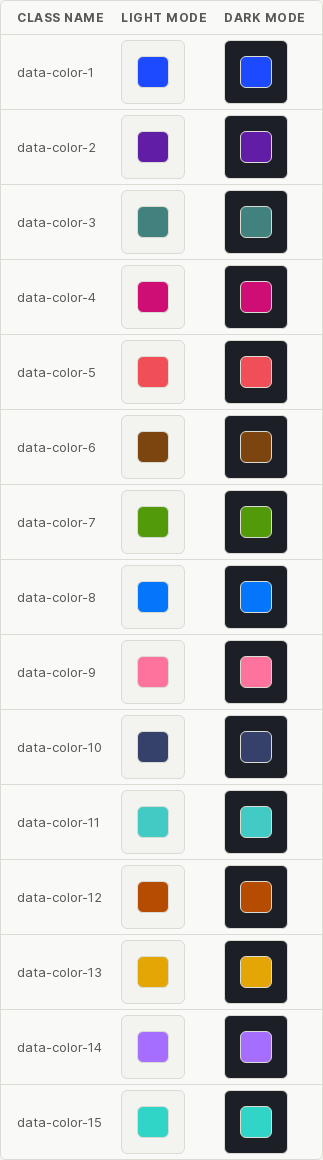 CLASS NAME LIGHT MODE DARK MODE
data-color-1
data-color-2
data-color-3
data-color-4
data-color-5
data-color-6
data-color-7
data-color-8
data-color-9
data-color-10
data-color-11
data-color-12
data-color-13
data-color-14
data-color-15